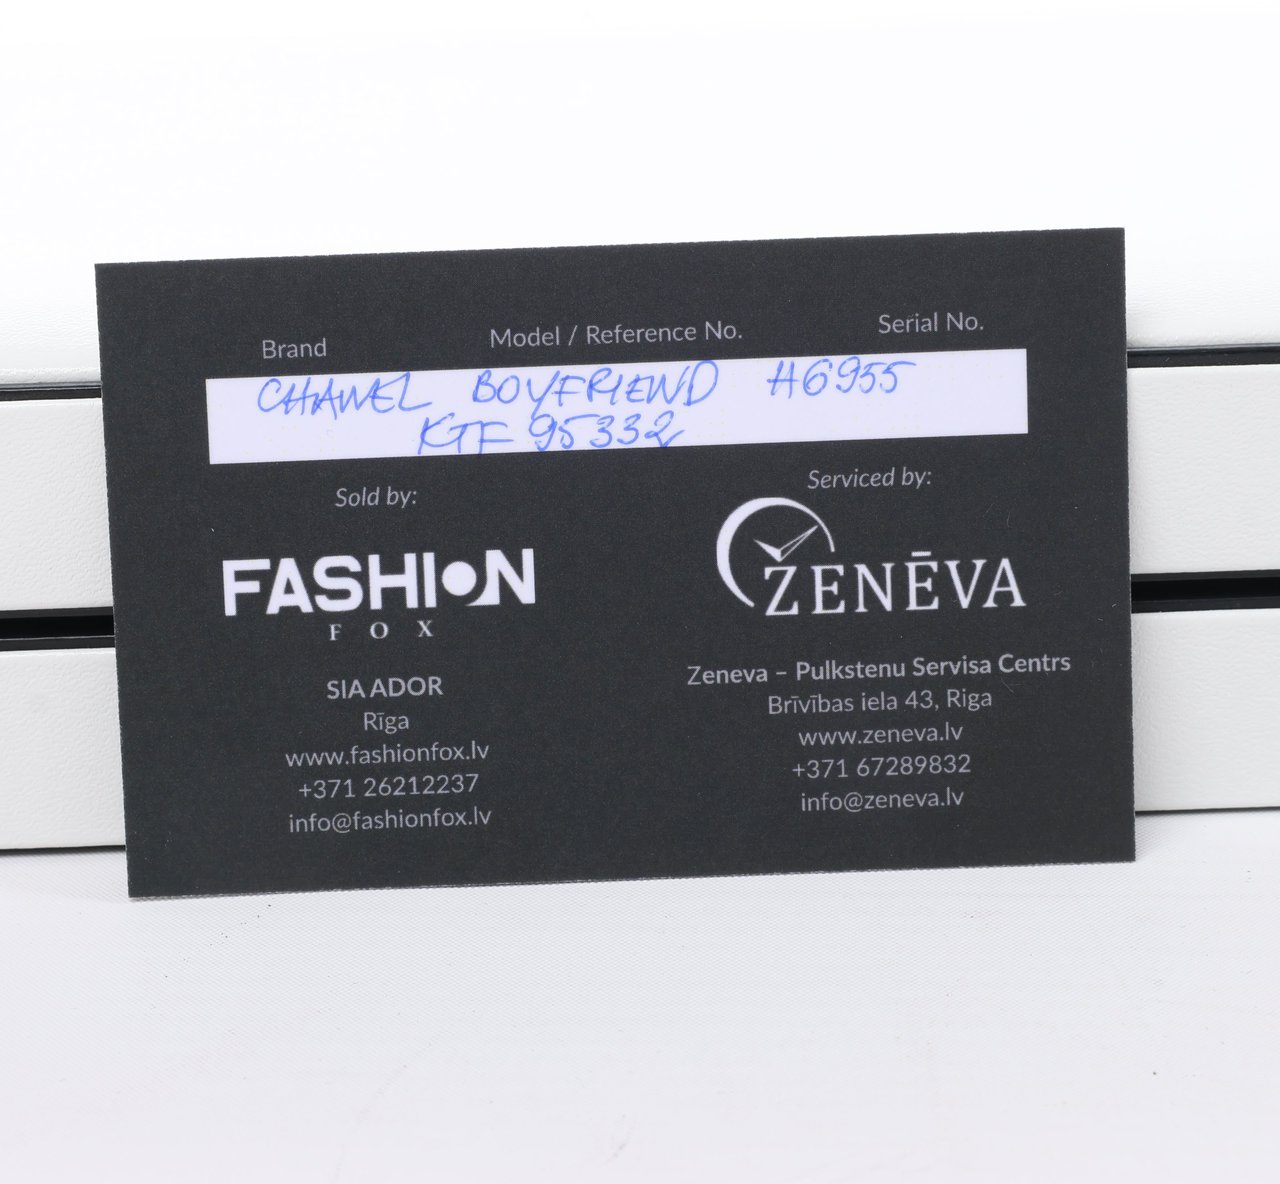 Brand Model / Reference No. Serial No.
CHANEL BOYFRIEND H6955
KTF 95332
Sold by:
FASHION
FOX
SIA ADOR
Rīga
www.fashionfox.lv
+371 26212237
info@fashionfox.lv
Serviced by:
ZENĒVA
Zeneva – Pulkstenu Servisa Centrs
Brīvības iela 43, Riga
www.zeneva.lv
+371 67289832
info@zeneva.lv